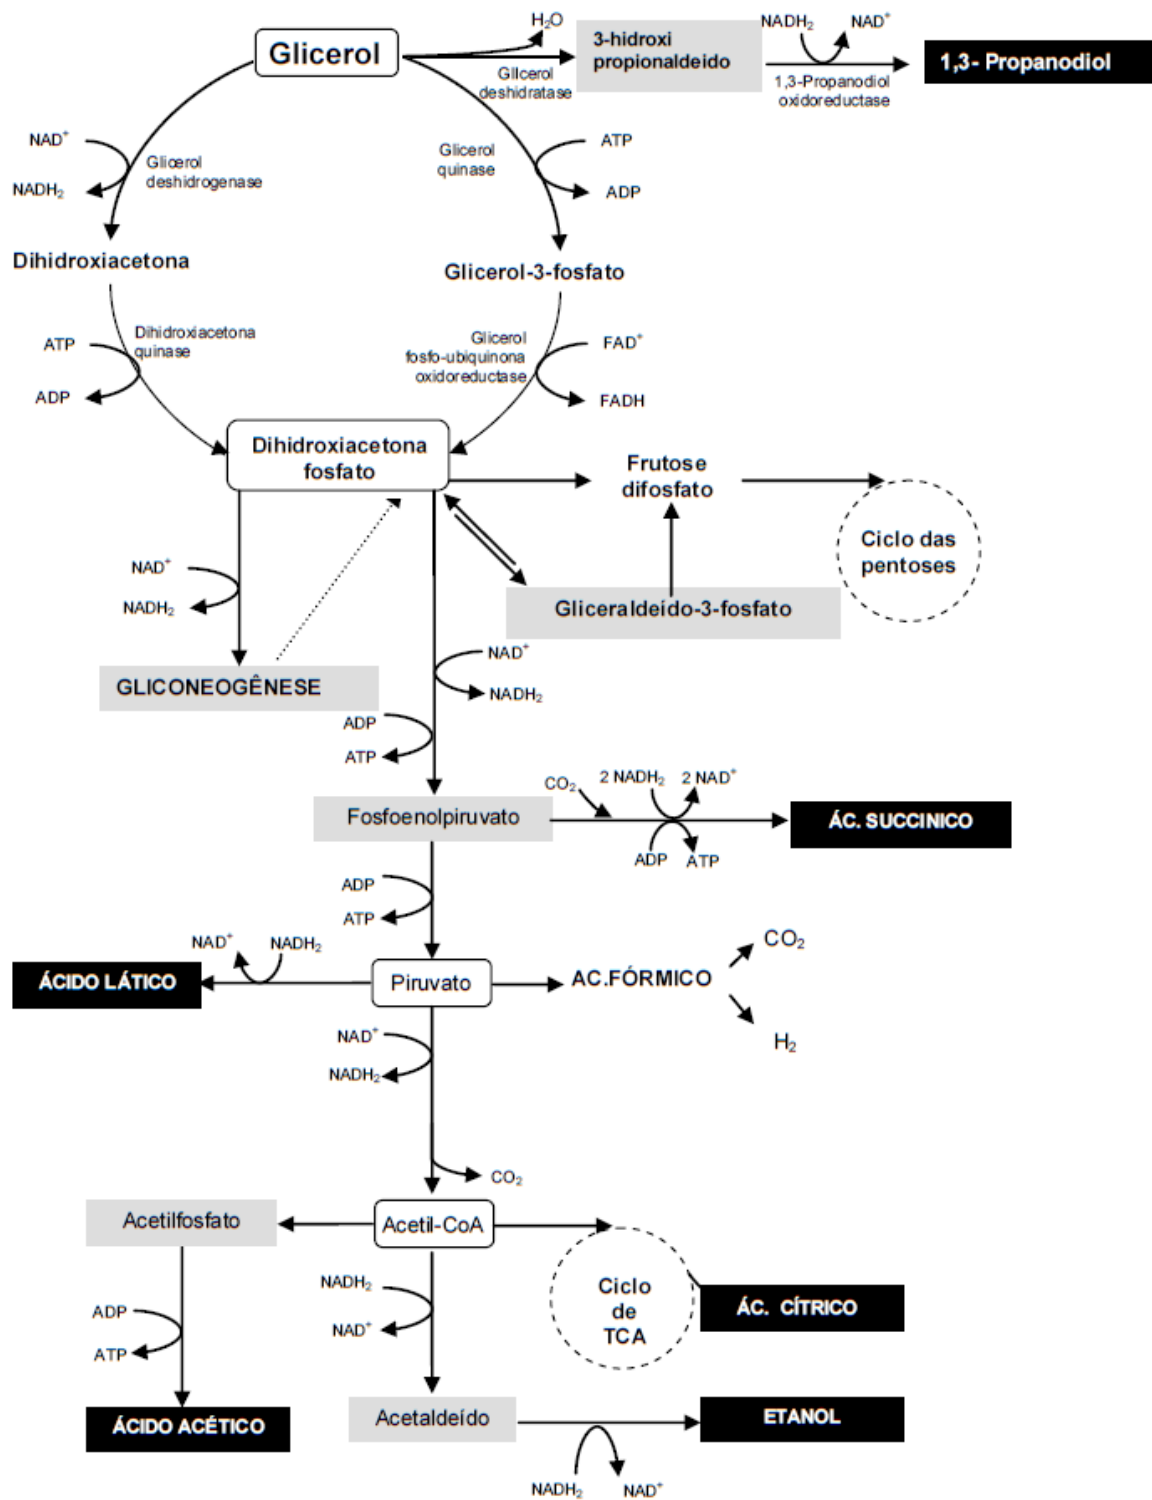 H₂O
NADH₂
NAD⁺
Glicerol
3-hidroxi
propionaldeido
1,3- Propanodiol
Glicerol
deshidratase
1,3-Propanodiol
oxidoreductase
NAD⁺
NADH₂
Glicerol
deshidrogenase
Glicerol
quinase
ATP
ADP
Dihidroxiacetona
Glicerol-3-fosfato
ATP
ADP
Dihidroxiacetona
quinase
Glicerol
fosfo-ubiquinona
oxidoreductase
FAD⁺
FADH
Dihidroxiacetona
fosfato
Frutose
difosfato
Ciclo das
pentoses
NAD⁺
NADH₂
Gliceraldeído-3-fosfato
GLICONEOGÊNESE
NAD⁺
NADH₂
ADP
ATP
Fosfoenolpiruvato
CO₂
2 NADH₂
2 NAD⁺
ADP
ATP
ÁC. SUCCINICO
ADP
ATP
NAD⁺
NADH₂
ÁCIDO LÁTICO
Piruvato
AC.FÓRMICO
CO₂
H₂
NAD⁺
NADH₂
CO₂
Acetilfosfato
Acetil-CoA
Ciclo
de
TCA
ÁC. CÍTRICO
NADH₂
NAD⁺
ADP
ATP
ÁCIDO ACÉTICO
Acetaldeído
ETANOL
NADH₂
NAD⁺